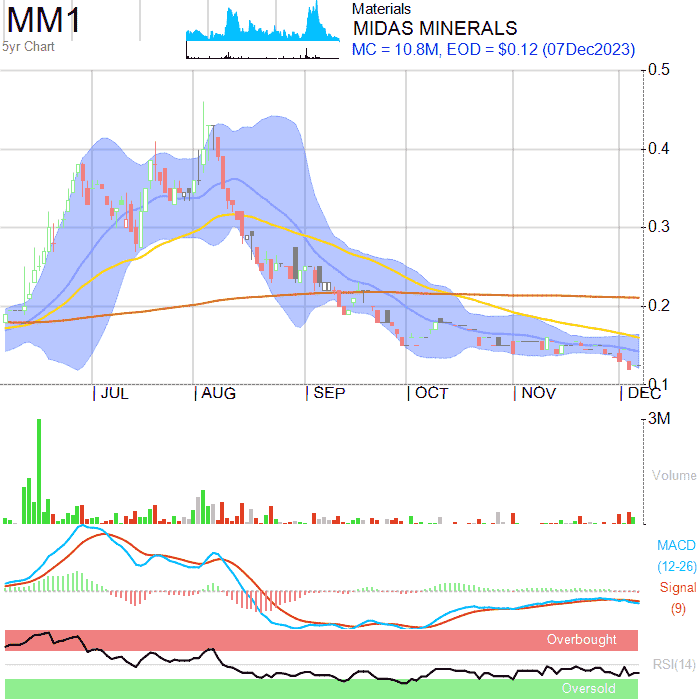 MM1
5yr Chart
Materials
MIDAS MINERALS
MC = 10.8M, EOD = $0.12 (07Dec2023)
0.5
0.4
0.3
0.2
0.1
JUL
AUG
SEP
OCT
NOV
DEC
3M
Volume
MACD
(12-26)
Signal
(9)
Overbought
RSI(14)
Oversold